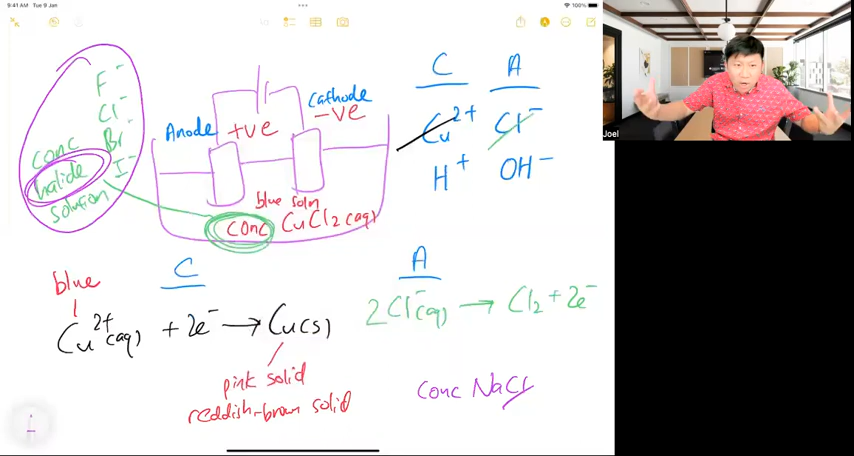 9:41 AM Tue 9 Jan
100%
Joel
F⁻
Cl⁻
Br⁻
I⁻
conc
halide
solution
Anode
+ve
Cathode
-ve
blue soln
conc CuCl₂(aq)
C A
Cu²⁺ Cl⁻
H⁺ OH⁻
blue
C
Cu²⁺(aq) + 2e⁻ → Cu(s)
pink solid
reddish-brown solid
A
2Cl⁻(aq) → Cl₂ + 2e⁻
conc NaCl